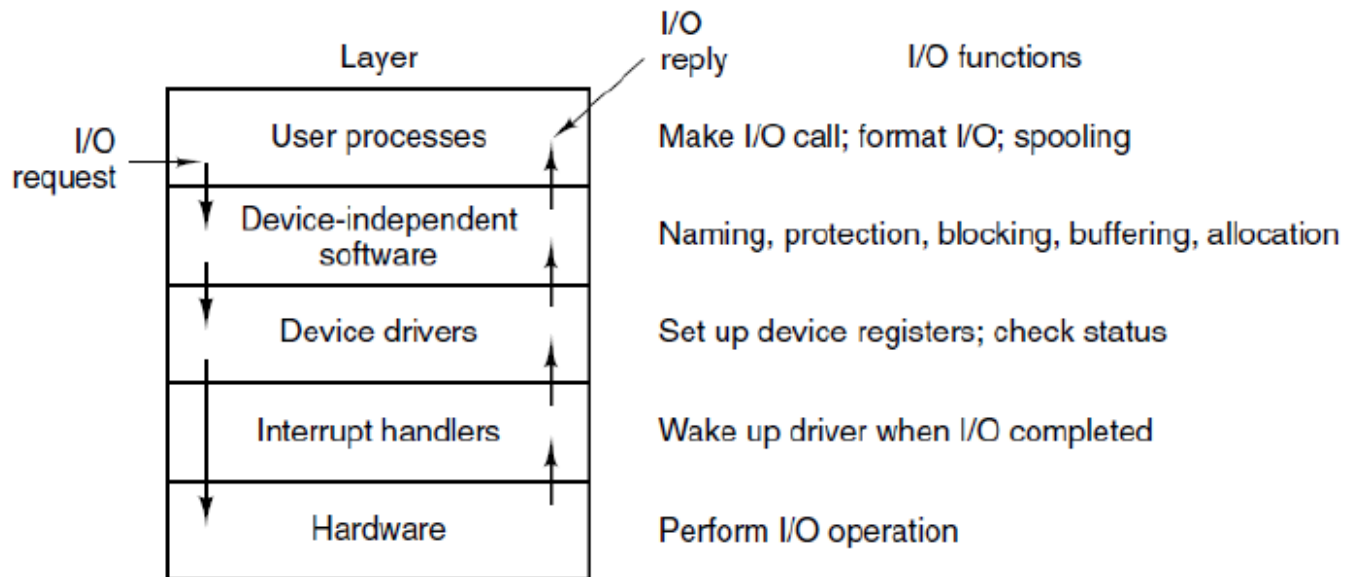 Layer
I/O
reply
I/O functions
I/O
request
User processes
Make I/O call; format I/O; spooling
Device-independent
software
Naming, protection, blocking, buffering, allocation
Device drivers
Set up device registers; check status
Interrupt handlers
Wake up driver when I/O completed
Hardware
Perform I/O operation